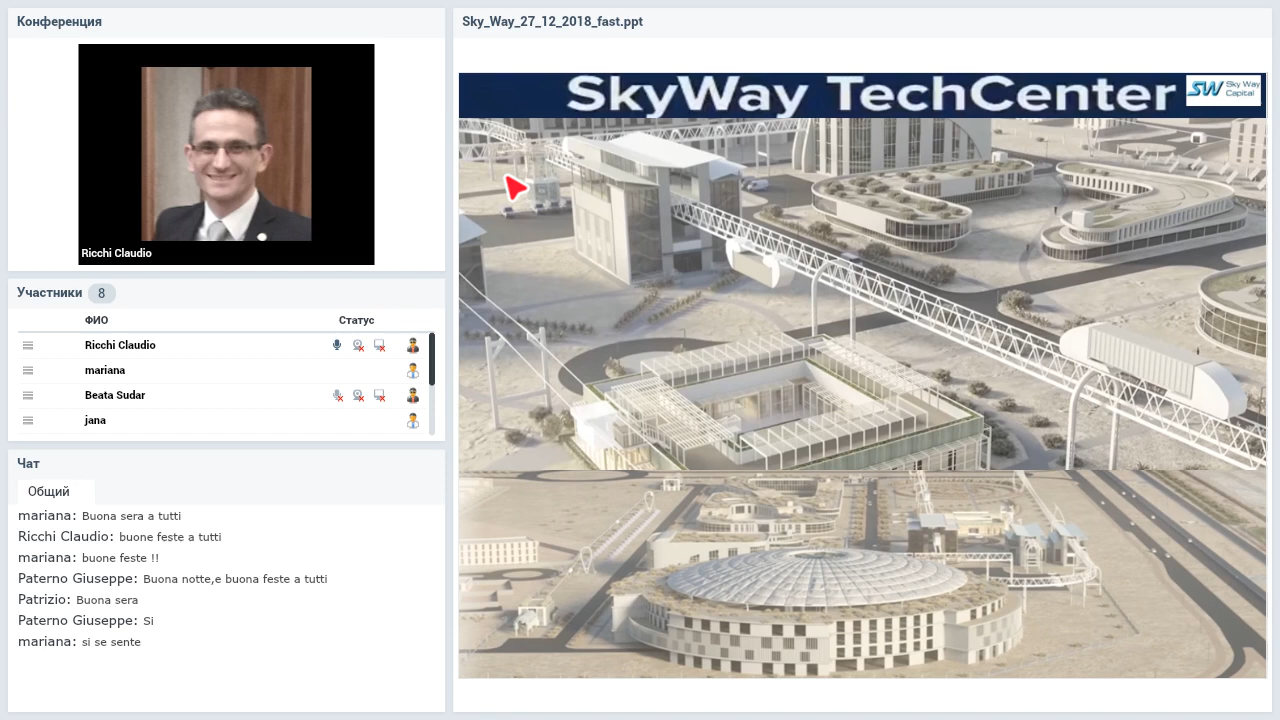 Конференция
Ricchi Claudio
Участники 8
ФИО Статус
Ricchi Claudio
mariana
Beata Sudar
jana
Чат
Общий
mariana: Buona sera a tutti
Ricchi Claudio: buone feste a tutti
mariana: buone feste !!
Paterno Giuseppe: Buona notte,e buona feste a tutti
Patrizio: Buona sera
Paterno Giuseppe: Si
mariana: si se sente
Sky_Way_27_12_2018_fast.ppt
SkyWay TechCenter
SW Sky Way
Capital